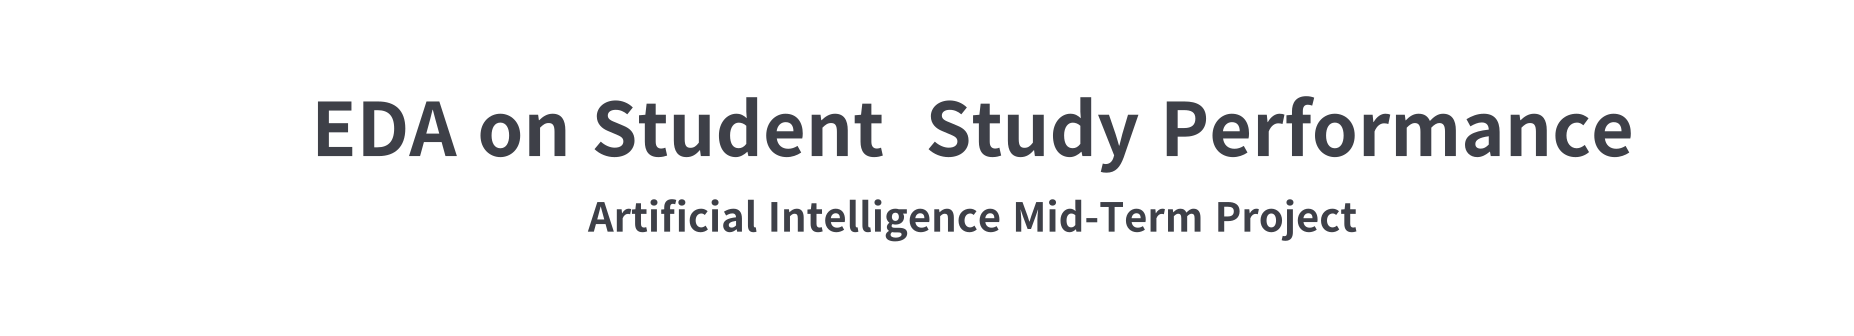 EDA on Student  Study Performance
Artificial Intelligence Mid-Term Project